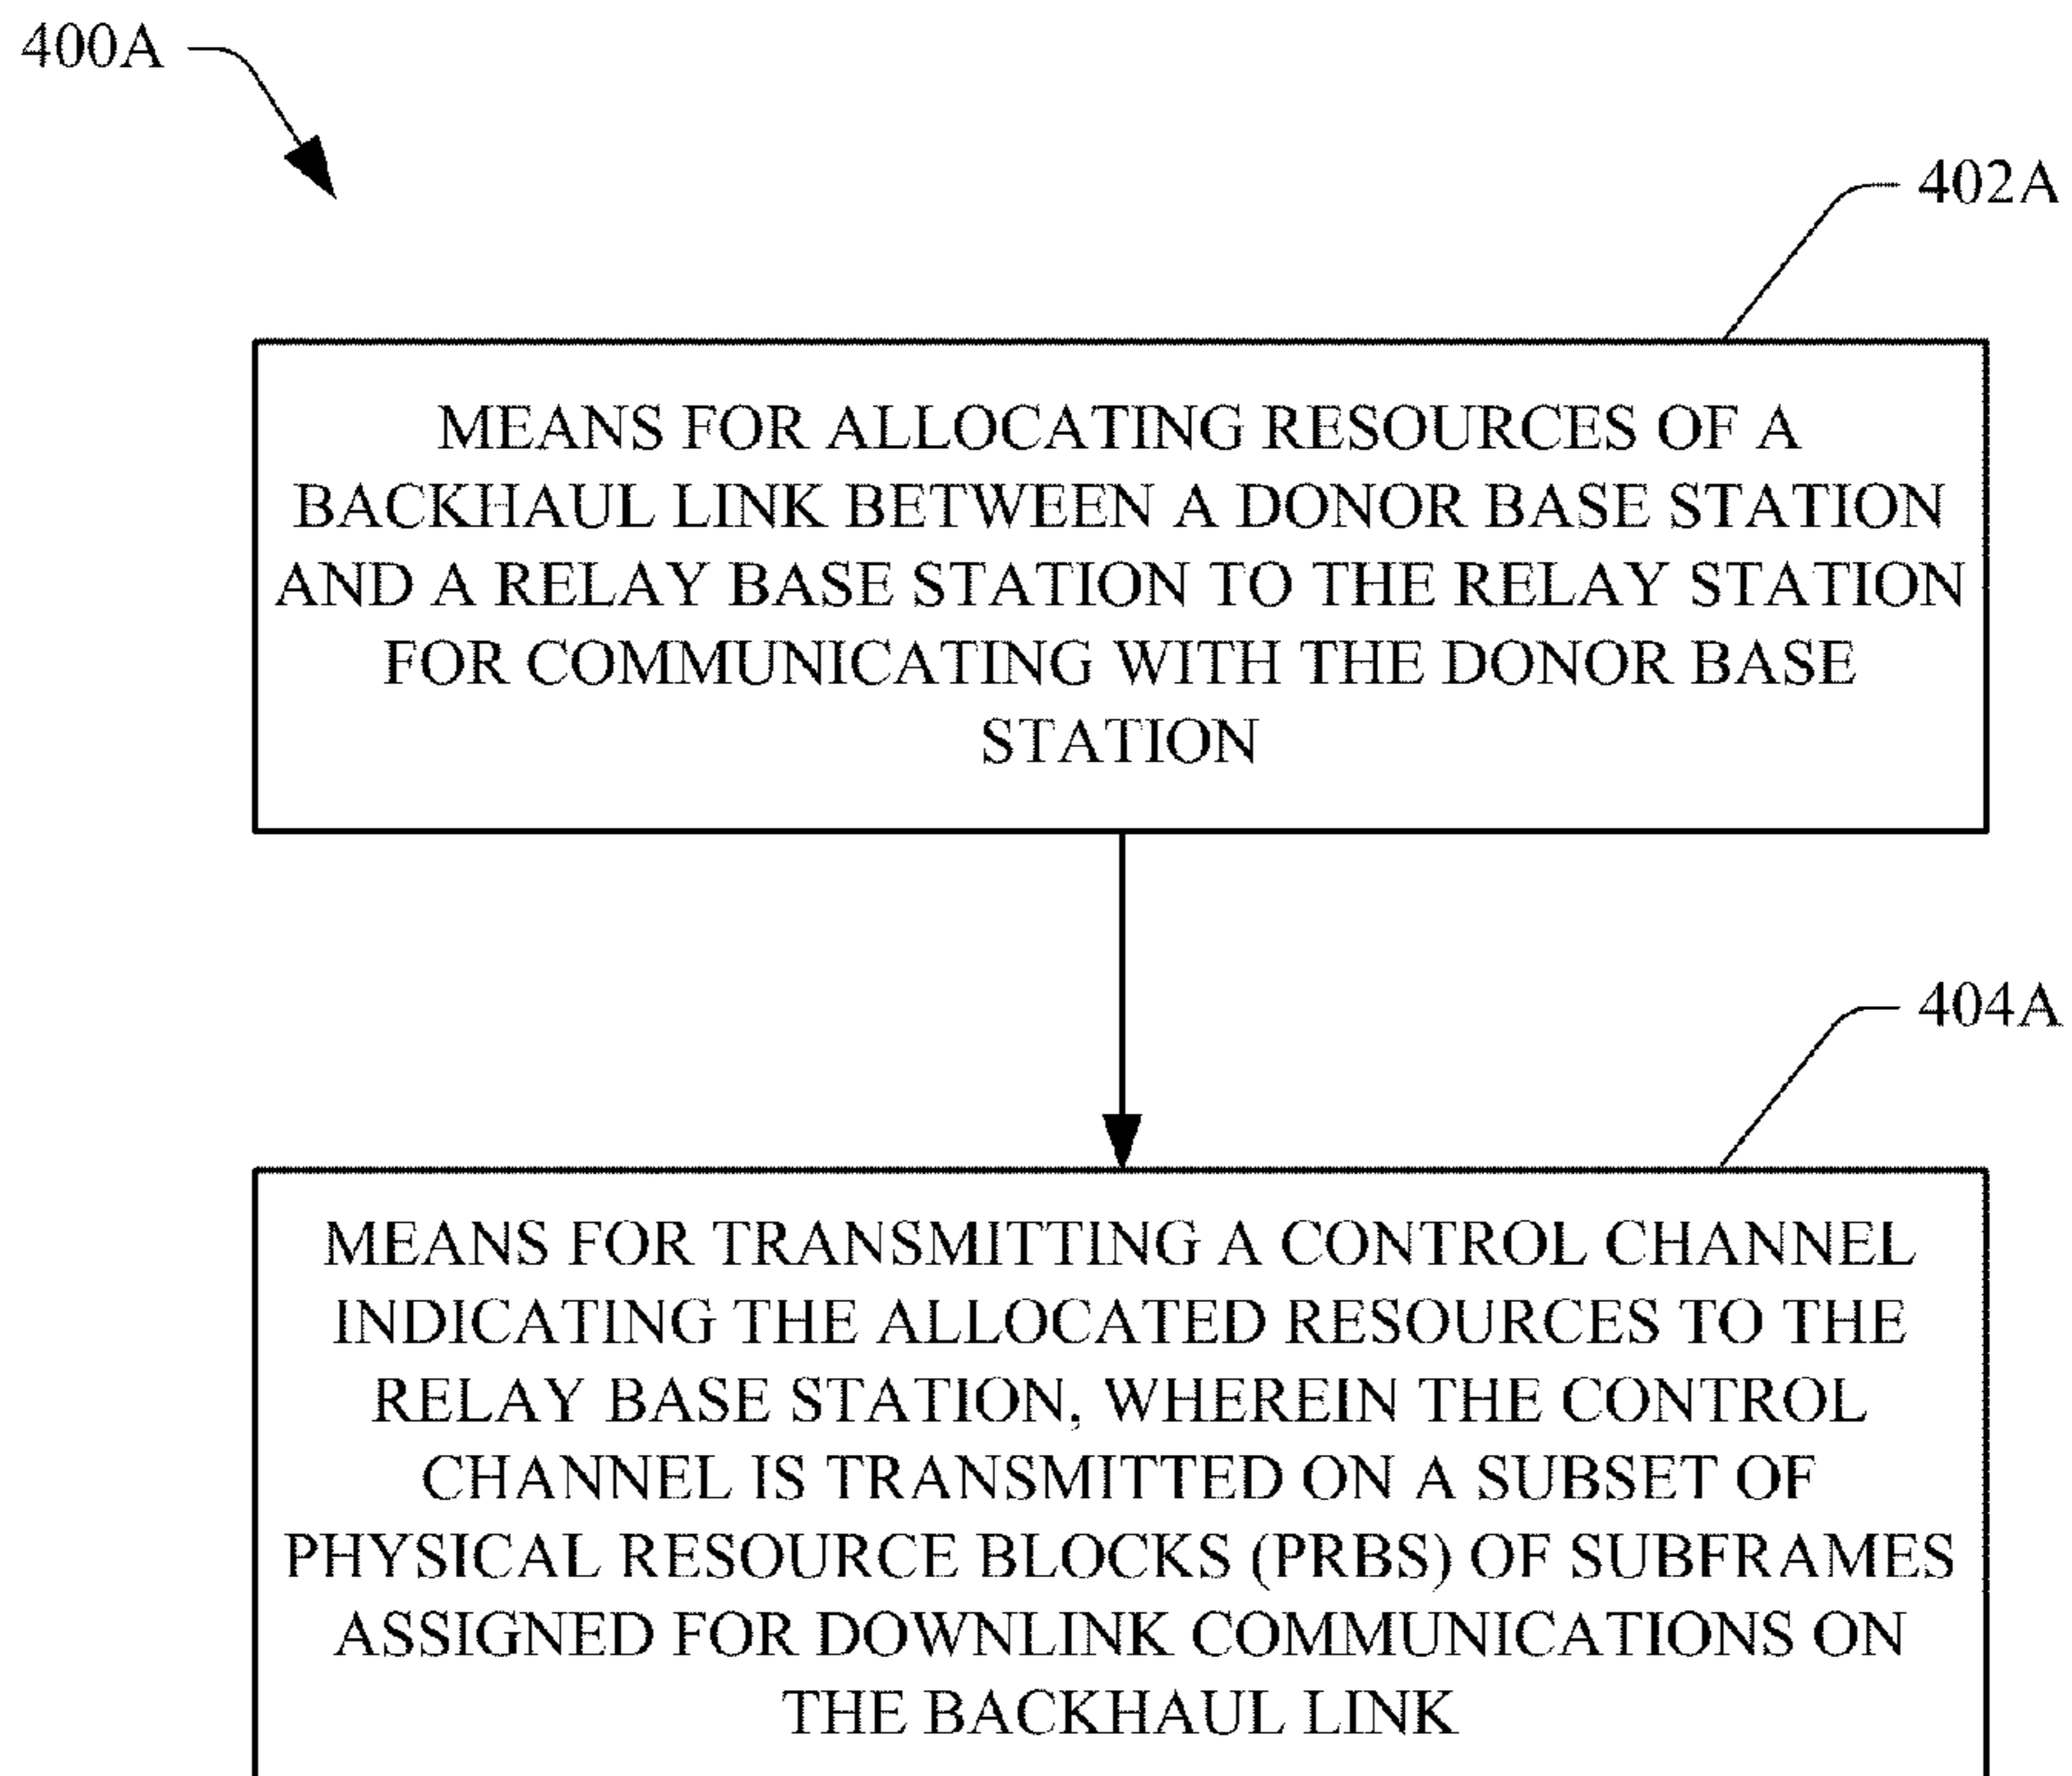 400A
402A
MEANS FOR ALLOCATING RESOURCES OF A
BACKHAUL LINK BETWEEN A DONOR BASE STATION
AND A RELAY BASE STATION TO THE RELAY STATION
FOR COMMUNICATING WITH THE DONOR BASE
STATION
404A
MEANS FOR TRANSMITTING A CONTROL CHANNEL
INDICATING THE ALLOCATED RESOURCES TO THE
RELAY BASE STATION, WHEREIN THE CONTROL
CHANNEL IS TRANSMITTED ON A SUBSET OF
PHYSICAL RESOURCE BLOCKS (PRBS) OF SUBFRAMES
ASSIGNED FOR DOWNLINK COMMUNICATIONS ON
THE BACKHAUL LINK